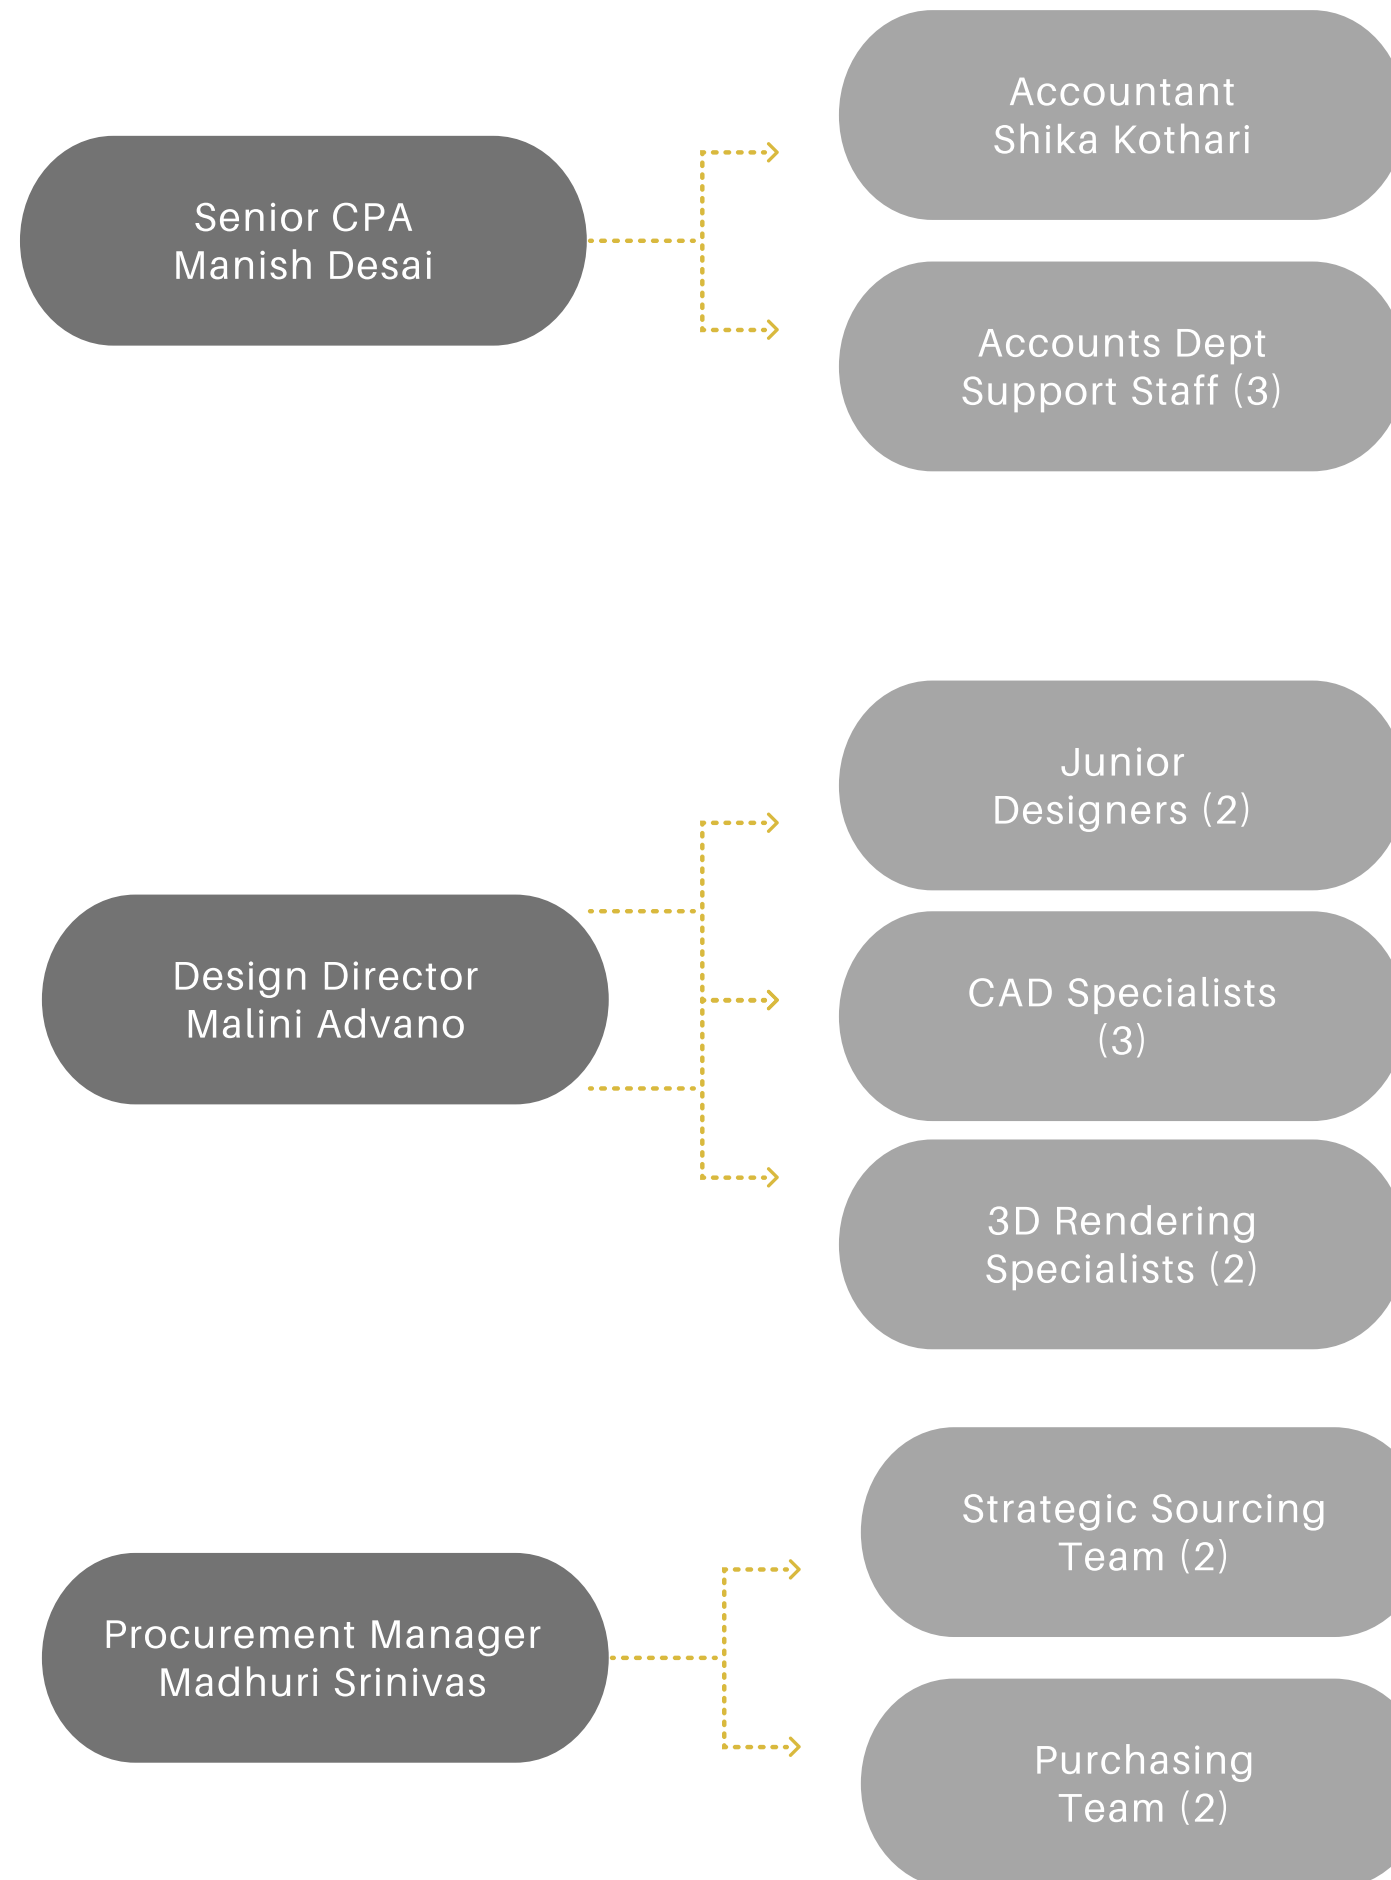 Senior CPA
Manish Desai
Accountant
Shika Kothari
Accounts Dept
Support Staff (3)
Design Director
Malini Advano
Junior
Designers (2)
CAD Specialists
(3)
3D Rendering
Specialists (2)
Procurement Manager
Madhuri Srinivas
Strategic Sourcing
Team (2)
Purchasing
Team (2)